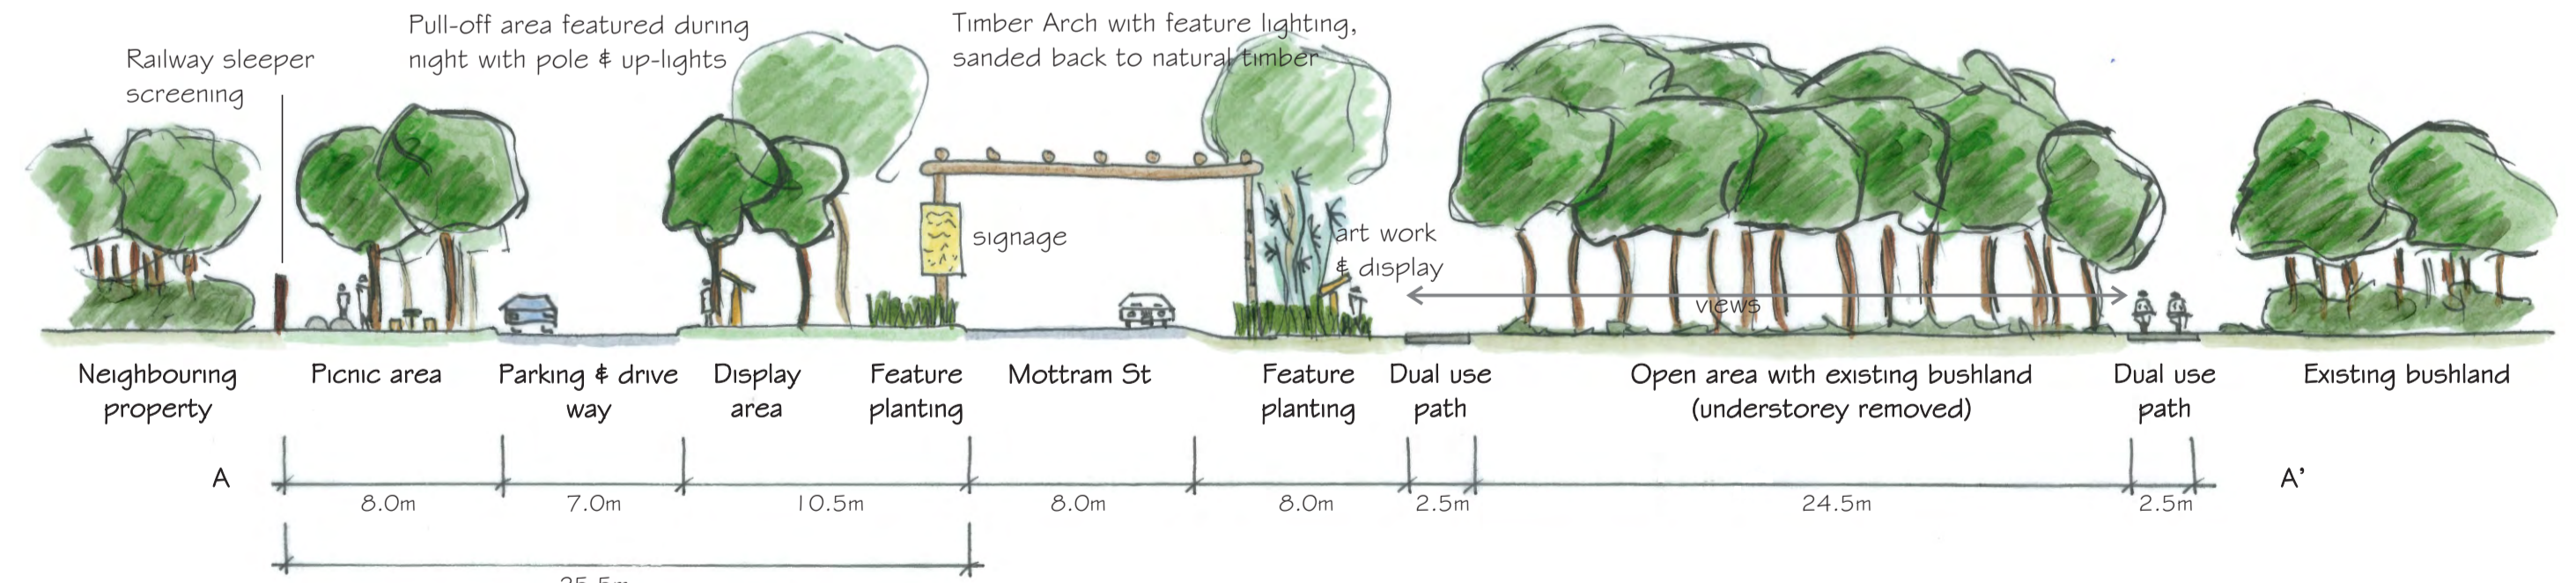 Railway sleeper
screening
Pull-off area featured during
night with pole & up-lights
Timber Arch with feature lighting,
sanded back to natural timber
signage
art work
& display
views
Neighbouring
property
Picnic area
Parking & drive
way
Display
area
Feature
planting
Mottram St
Feature
planting
Dual use
path
Open area with existing bushland
(understorey removed)
Dual use
path
Existing bushland
A
A'
8.0m
7.0m
10.5m
8.0m
8.0m
2.5m
24.5m
2.5m
25.5m